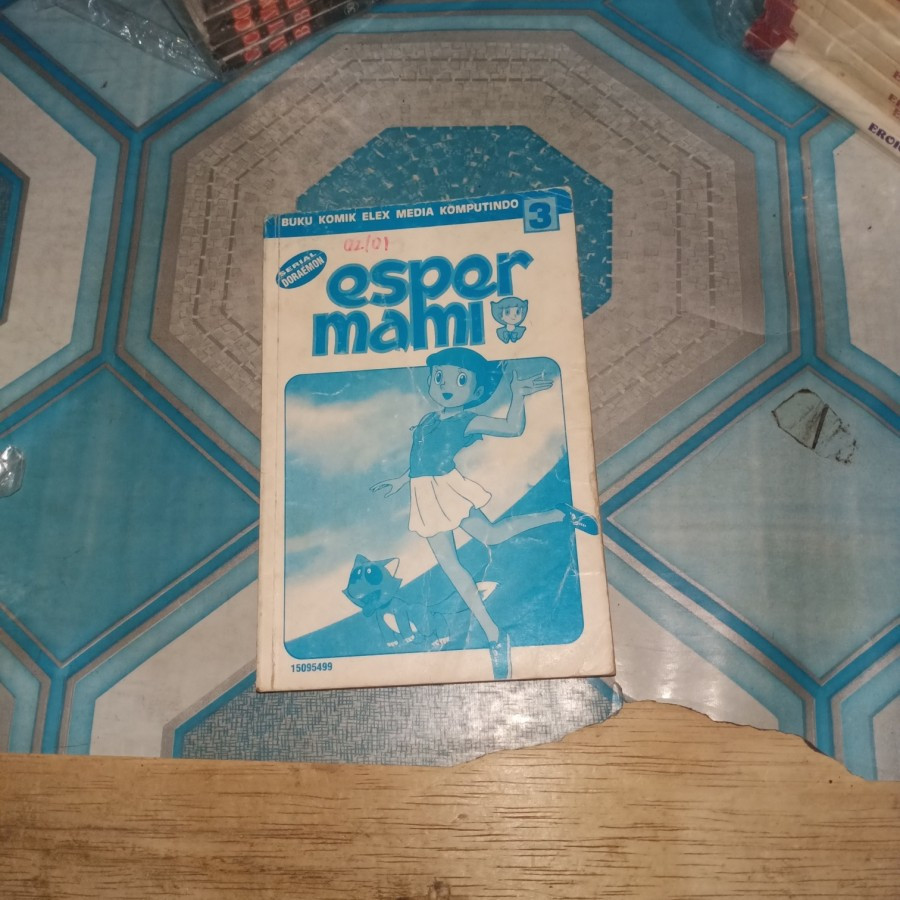 BUKU KOMIK ELEX MEDIA KOMPUTINDO 3
02/01
SERIAL
DORAEMON
esper
mami
15095499